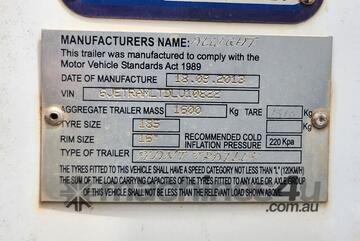 MANUFACTURERS NAME: ALLIGHT
This trailer was manufactured to comply with the
Motor Vehicle Standards Act 1989
DATE OF MANUFACTURE 18.09.2013
VIN
AGGREGATE TRAILER MASS 1600 Kg TARE Kg
TYRE SIZE 185
RIM SIZE 15" RECOMMENDED COLD
INFLATION PRESSURE 220 Kpa
TYPE OF TRAILER
THE TYRES FITTED TO THIS VEHICLE SHALL HAVE A SPEED CATEGORY NOT LESS THAN "L" (120KM/H)
THE SUM OF THE LOAD CARRYING CAPACITIES OF THE TYRES FITTED TO ANY AXLE OR AXLE GROUP
OF THIS VEHICLE SHALL NOT BE LESS THAN THE RELEVANT LOAD SHOWN ABOVE.
.com.au